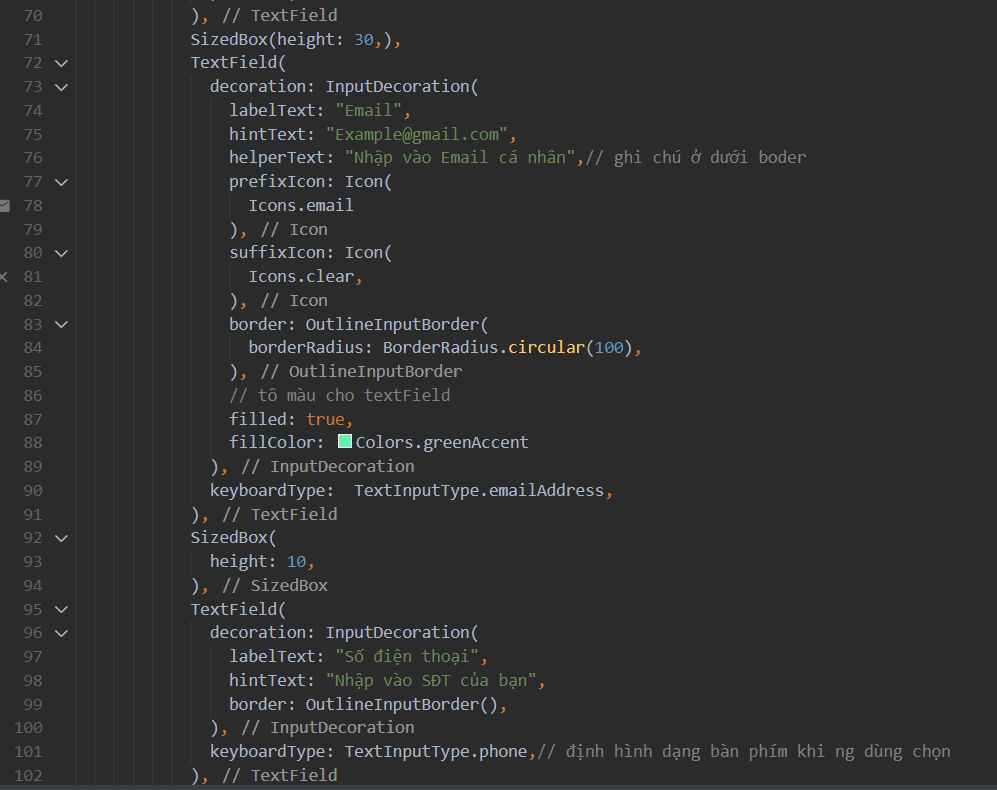 70 ), // TextField
71 SizedBox(height: 30,),
72 TextField(
73 decoration: InputDecoration(
74 labelText: "Email",
75 hintText: "Example@gmail.com",
76 helperText: "Nhập vào Email cá nhân",// ghi chú ở dưới boder
77 prefixIcon: Icon(
78 Icons.email
79 ), // Icon
80 suffixIcon: Icon(
81 Icons.clear,
82 ), // Icon
83 border: OutlineInputBorder(
84 borderRadius: BorderRadius.circular(100),
85 ), // OutlineInputBorder
86 // tô màu cho textField
87 filled: true,
88 fillColor: Colors.greenAccent
89 ), // InputDecoration
90 keyboardType:  TextInputType.emailAddress,
91 ), // TextField
92 SizedBox(
93 height: 10,
94 ), // SizedBox
95 TextField(
96 decoration: InputDecoration(
97 labelText: "Số điện thoại",
98 hintText: "Nhập vào SĐT của bạn",
99 border: OutlineInputBorder(),
100 ), // InputDecoration
101 keyboardType: TextInputType.phone,// định hình dạng bàn phím khi ng dùng chọn
102 ), // TextField